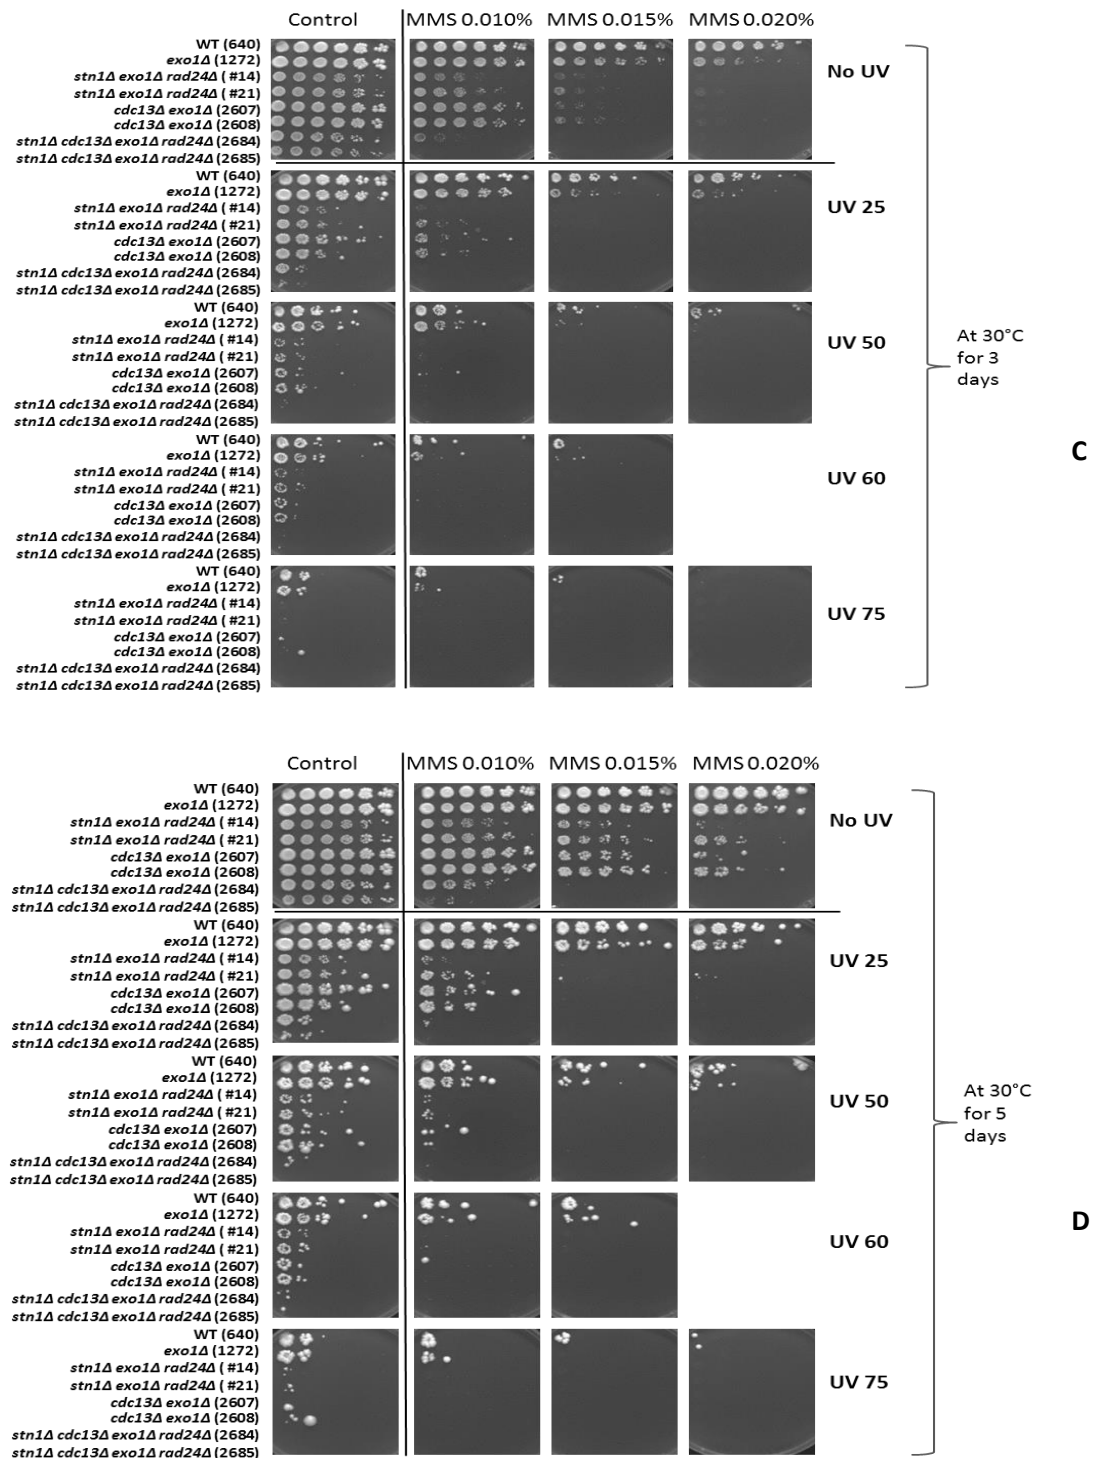 Control MMS 0.010% MMS 0.015% MMS 0.020%
WT (640)
exo1Δ (1272)
stn1Δ exo1Δ rad24Δ ( #14)
stn1Δ exo1Δ rad24Δ ( #21)
cdc13Δ exo1Δ (2607)
cdc13Δ exo1Δ (2608)
stn1Δ cdc13Δ exo1Δ rad24Δ (2684)
stn1Δ cdc13Δ exo1Δ rad24Δ (2685)
No UV
WT (640)
exo1Δ (1272)
stn1Δ exo1Δ rad24Δ ( #14)
stn1Δ exo1Δ rad24Δ ( #21)
cdc13Δ exo1Δ (2607)
cdc13Δ exo1Δ (2608)
stn1Δ cdc13Δ exo1Δ rad24Δ (2684)
stn1Δ cdc13Δ exo1Δ rad24Δ (2685)
UV 25
WT (640)
exo1Δ (1272)
stn1Δ exo1Δ rad24Δ ( #14)
stn1Δ exo1Δ rad24Δ ( #21)
cdc13Δ exo1Δ (2607)
cdc13Δ exo1Δ (2608)
stn1Δ cdc13Δ exo1Δ rad24Δ (2684)
stn1Δ cdc13Δ exo1Δ rad24Δ (2685)
UV 50
WT (640)
exo1Δ (1272)
stn1Δ exo1Δ rad24Δ ( #14)
stn1Δ exo1Δ rad24Δ ( #21)
cdc13Δ exo1Δ (2607)
cdc13Δ exo1Δ (2608)
stn1Δ cdc13Δ exo1Δ rad24Δ (2684)
stn1Δ cdc13Δ exo1Δ rad24Δ (2685)
UV 60
WT (640)
exo1Δ (1272)
stn1Δ exo1Δ rad24Δ ( #14)
stn1Δ exo1Δ rad24Δ ( #21)
cdc13Δ exo1Δ (2607)
cdc13Δ exo1Δ (2608)
stn1Δ cdc13Δ exo1Δ rad24Δ (2684)
stn1Δ cdc13Δ exo1Δ rad24Δ (2685)
UV 75
At 30°C
for 3
days
C
Control MMS 0.010% MMS 0.015% MMS 0.020%
WT (640)
exo1Δ (1272)
stn1Δ exo1Δ rad24Δ ( #14)
stn1Δ exo1Δ rad24Δ ( #21)
cdc13Δ exo1Δ (2607)
cdc13Δ exo1Δ (2608)
stn1Δ cdc13Δ exo1Δ rad24Δ (2684)
stn1Δ cdc13Δ exo1Δ rad24Δ (2685)
No UV
WT (640)
exo1Δ (1272)
stn1Δ exo1Δ rad24Δ ( #14)
stn1Δ exo1Δ rad24Δ ( #21)
cdc13Δ exo1Δ (2607)
cdc13Δ exo1Δ (2608)
stn1Δ cdc13Δ exo1Δ rad24Δ (2684)
stn1Δ cdc13Δ exo1Δ rad24Δ (2685)
UV 25
WT (640)
exo1Δ (1272)
stn1Δ exo1Δ rad24Δ ( #14)
stn1Δ exo1Δ rad24Δ ( #21)
cdc13Δ exo1Δ (2607)
cdc13Δ exo1Δ (2608)
stn1Δ cdc13Δ exo1Δ rad24Δ (2684)
stn1Δ cdc13Δ exo1Δ rad24Δ (2685)
UV 50
WT (640)
exo1Δ (1272)
stn1Δ exo1Δ rad24Δ ( #14)
stn1Δ exo1Δ rad24Δ ( #21)
cdc13Δ exo1Δ (2607)
cdc13Δ exo1Δ (2608)
stn1Δ cdc13Δ exo1Δ rad24Δ (2684)
stn1Δ cdc13Δ exo1Δ rad24Δ (2685)
UV 60
WT (640)
exo1Δ (1272)
stn1Δ exo1Δ rad24Δ ( #14)
stn1Δ exo1Δ rad24Δ ( #21)
cdc13Δ exo1Δ (2607)
cdc13Δ exo1Δ (2608)
stn1Δ cdc13Δ exo1Δ rad24Δ (2684)
stn1Δ cdc13Δ exo1Δ rad24Δ (2685)
UV 75
At 30°C
for 5
days
D